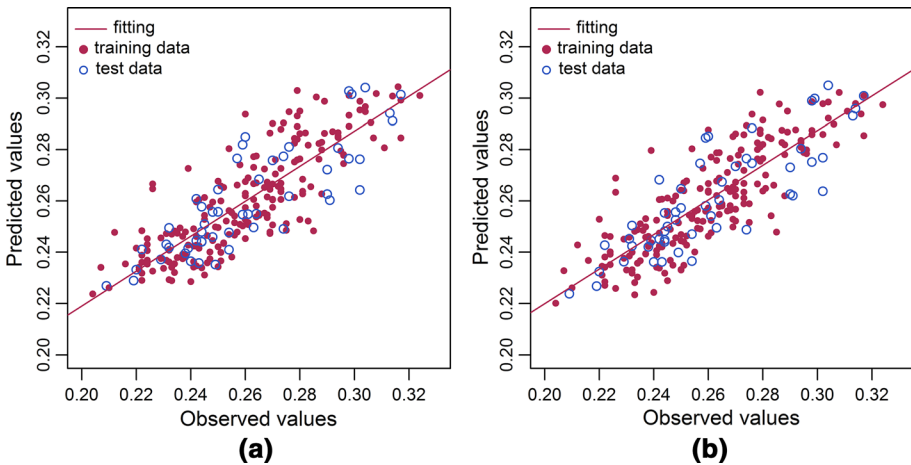 fitting
training data
test data
Predicted values
0.20 0.22 0.24 0.26 0.28 0.30 0.32
0.20 0.22 0.24 0.26 0.28 0.30 0.32
Observed values
(a)
fitting
training data
test data
Predicted values
0.20 0.22 0.24 0.26 0.28 0.30 0.32
0.20 0.22 0.24 0.26 0.28 0.30 0.32
Observed values
(b)